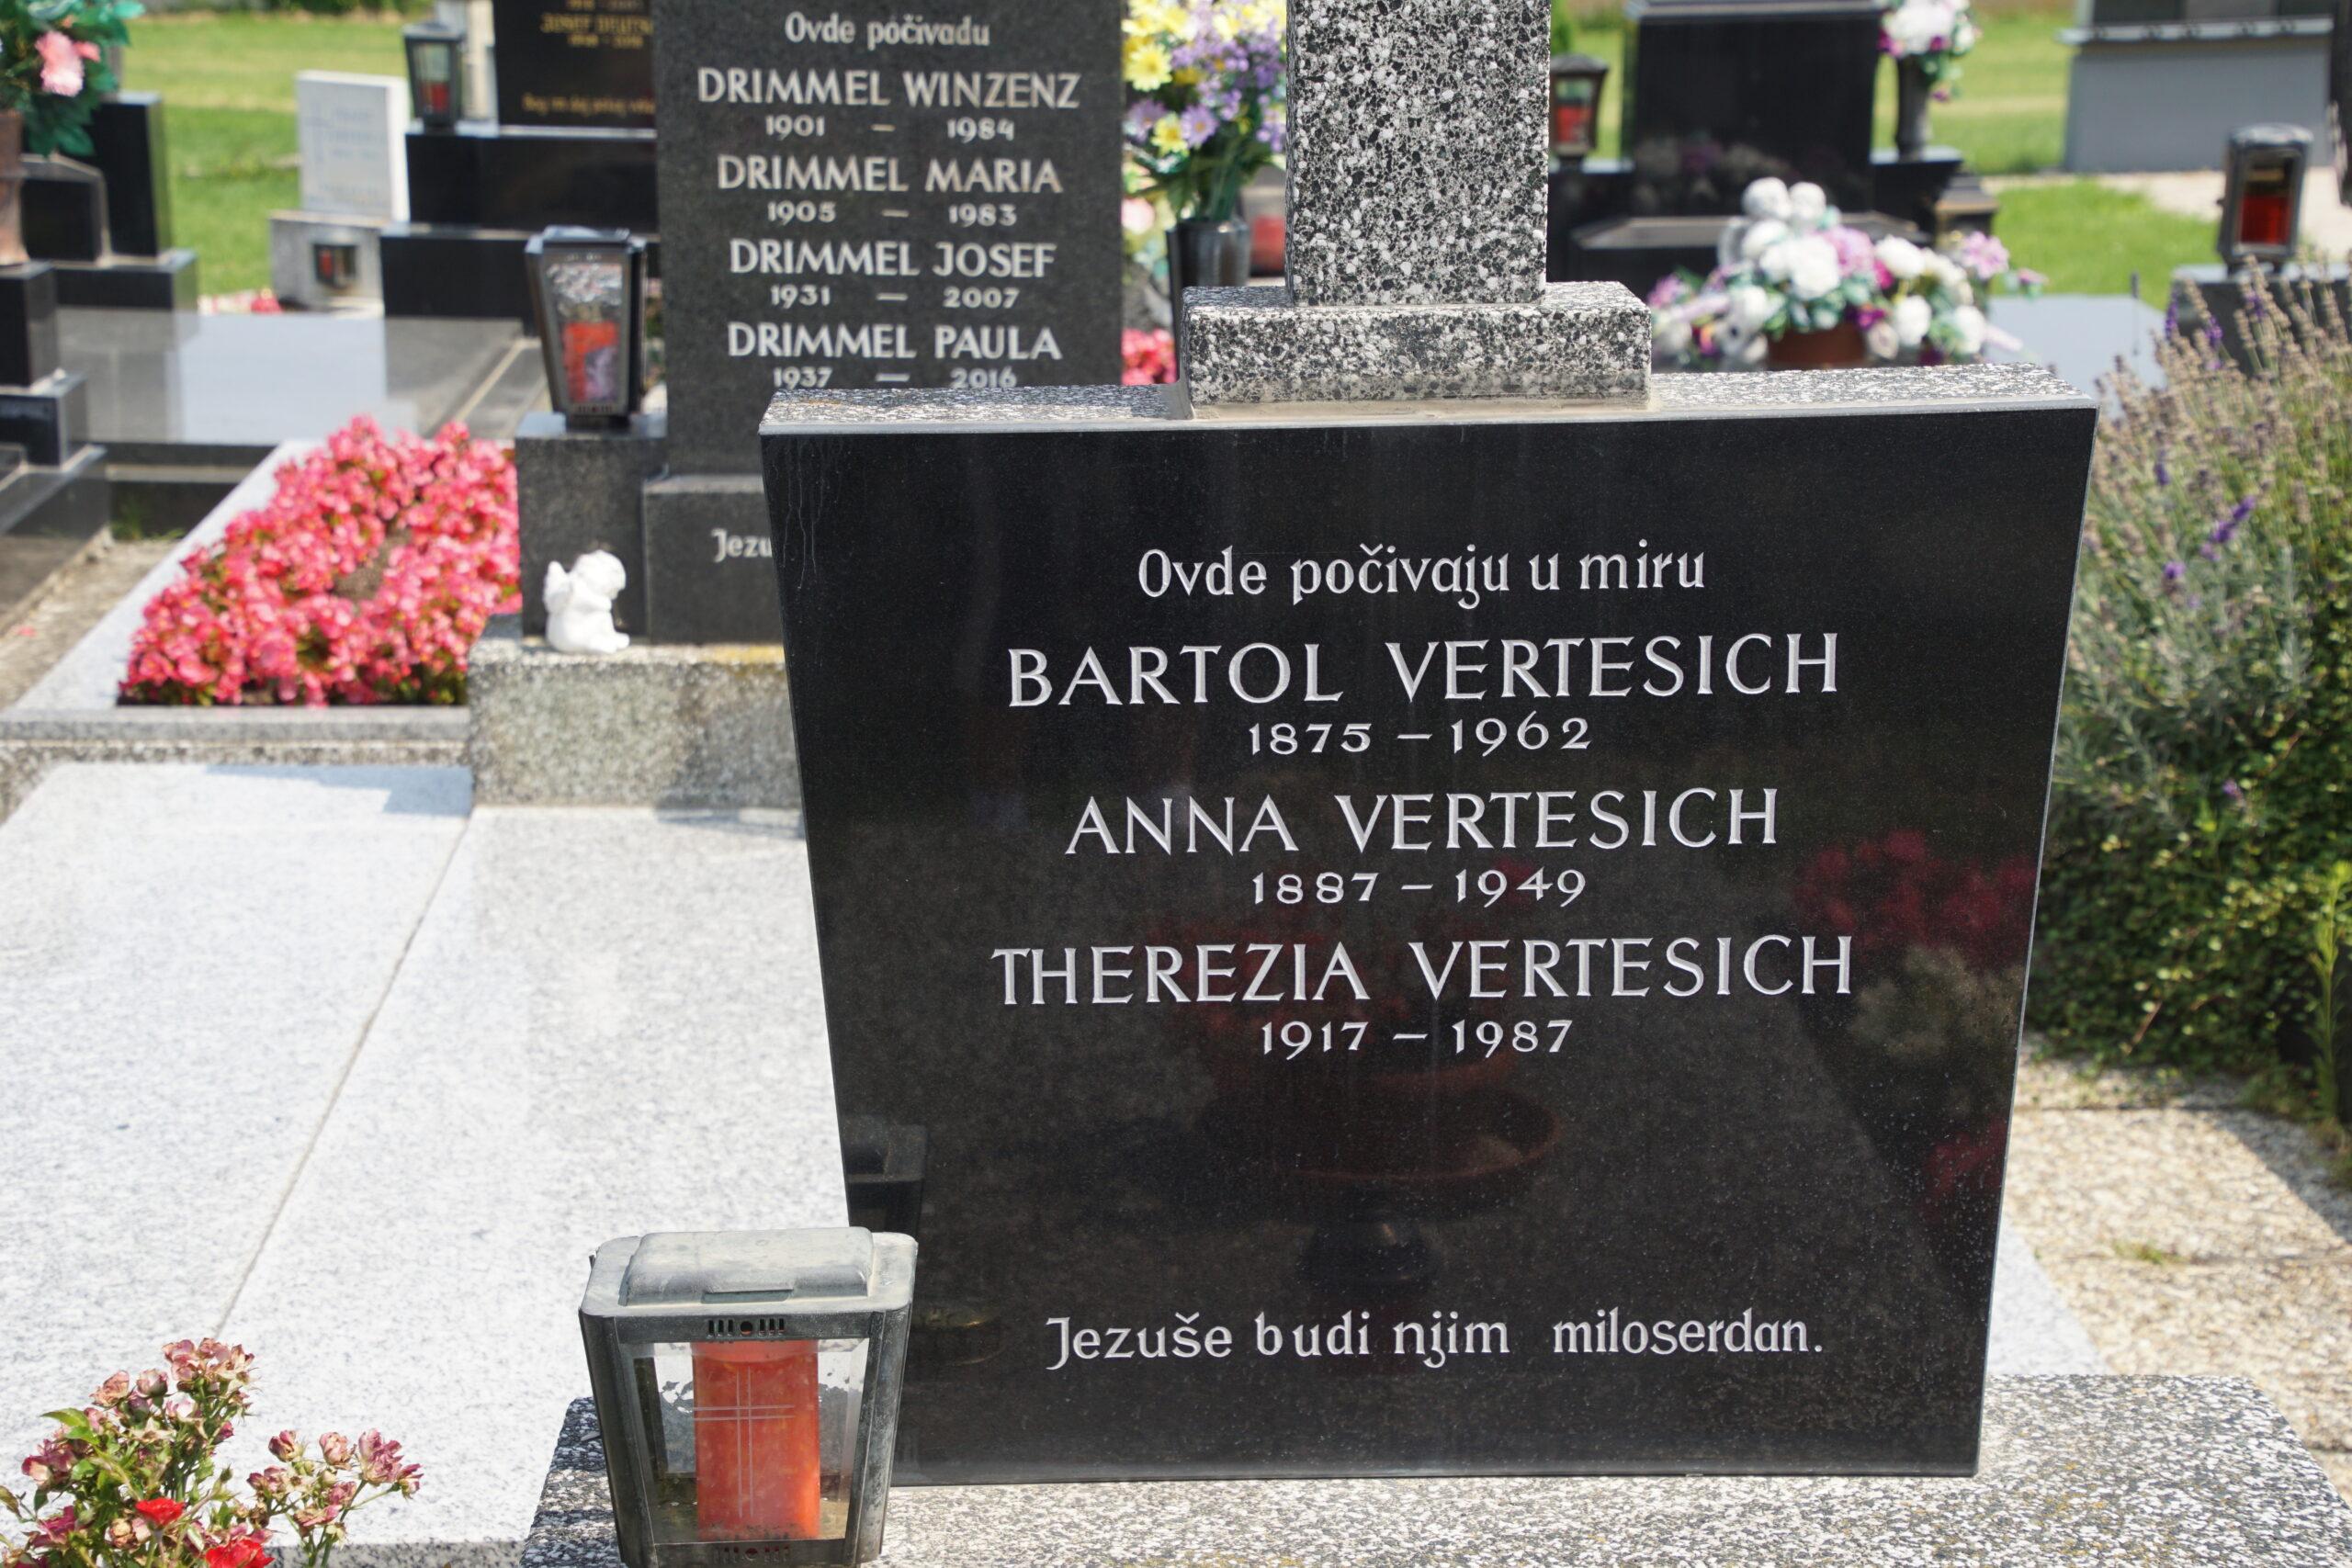 Ovde počivadu
DRIMMEL WINZENZ
1901 – 1984
DRIMMEL MARIA
1905 – 1983
DRIMMEL JOSEF
1931 – 2007
DRIMMEL PAULA
1937 – 2016
Jezu
Ovde počivaju u miru
BARTOL VERTESICH
1875 – 1962
ANNA VERTESICH
1887 – 1949
THEREZIA VERTESICH
1917 – 1987
Jezuše budi njim miloserdan.